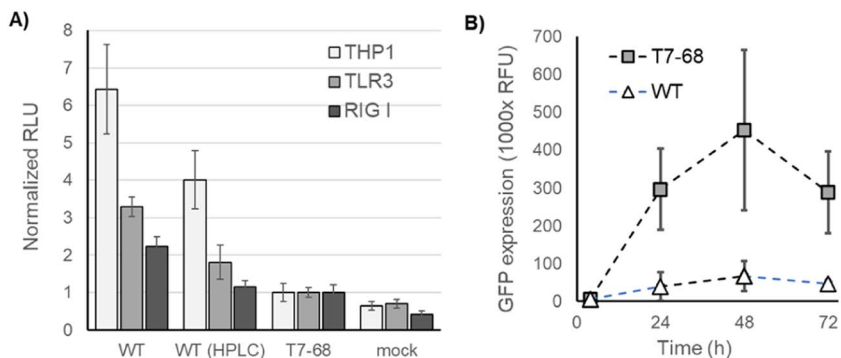 A)
Normalized RLU
8
7
6
5
4
3
2
1
0
THP1
TLR3
RIG I
WT
WT (HPLC)
T7-68
mock
B)
GFP expression (1000x RFU)
700
600
500
400
300
200
100
0
T7-68
WT
0
24
48
72
Time (h)